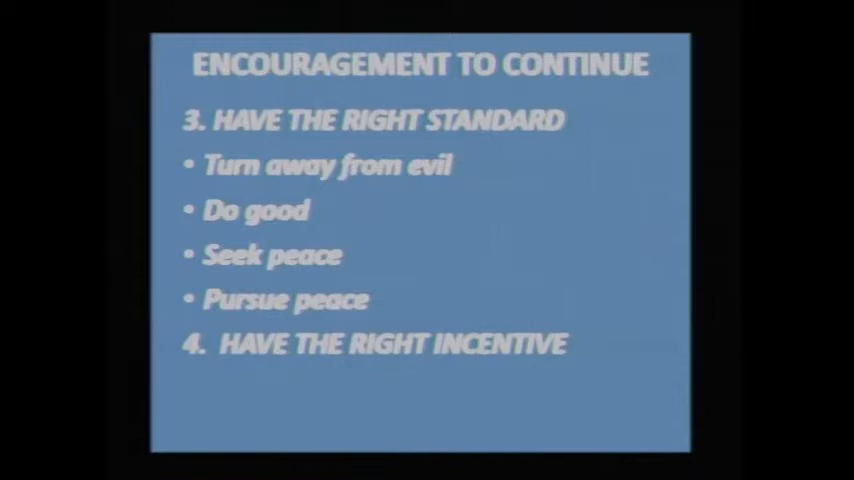 ENCOURAGEMENT TO CONTINUE
3. HAVE THE RIGHT STANDARD
• Turn away from evil
• Do good
• Seek peace
• Pursue peace
4. HAVE THE RIGHT INCENTIVE